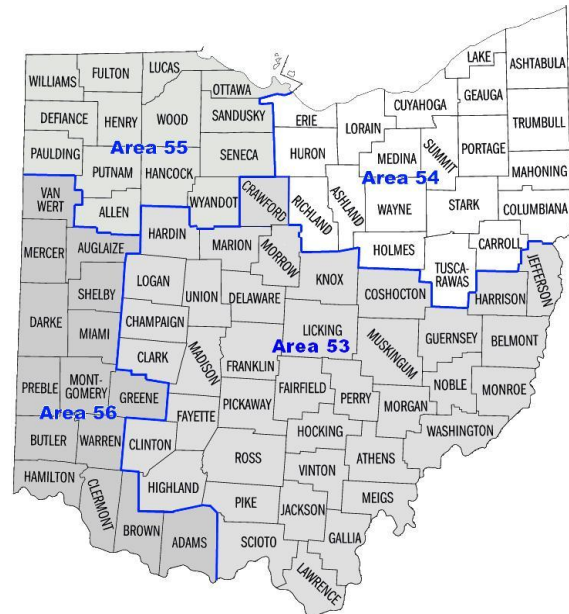 LAKE
ASHTABULA
LUCAS
FULTON
WILLIAMS
GEAUGA
OTTAWA
CUYAHOGA
SANDUSKY
WOOD
DEFIANCE
HENRY
ERIE
LORAIN
TRUMBULL
PORTAGE
SUMMIT
MEDINA
HURON
Area 55
PAULDING
SENECA
MAHONING
PUTNAM
HANCOCK
Area 54
VAN
WERT
WYANDOT
CRAWFORD
RICHLAND
ASHLAND
WAYNE
STARK
COLUMBIANA
ALLEN
HARDIN
MARION
MORROW
HOLMES
CARROLL
MERCER
AUGLAIZE
TUSCA-
RAWAS
JEFFERSON
LOGAN
KNOX
COSHOCTON
HARRISON
SHELBY
UNION
DELAWARE
DARKE
CHAMPAIGN
LICKING
MUSKINGUM
GUERNSEY
BELMONT
MIAMI
CLARK
MADISON
Area 53
FRANKLIN
PREBLE
MONT-
GOMERY
GREENE
FAIRFIELD
PERRY
NOBLE
MONROE
MORGAN
Area 56
FAYETTE
PICKAWAY
BUTLER
WARREN
CLINTON
HOCKING
WASHINGTON
ROSS
ATHENS
VINTON
HAMILTON
CLERMONT
HIGHLAND
MEIGS
BROWN
PIKE
JACKSON
ADAMS
SCIOTO
GALLIA
LAWRENCE